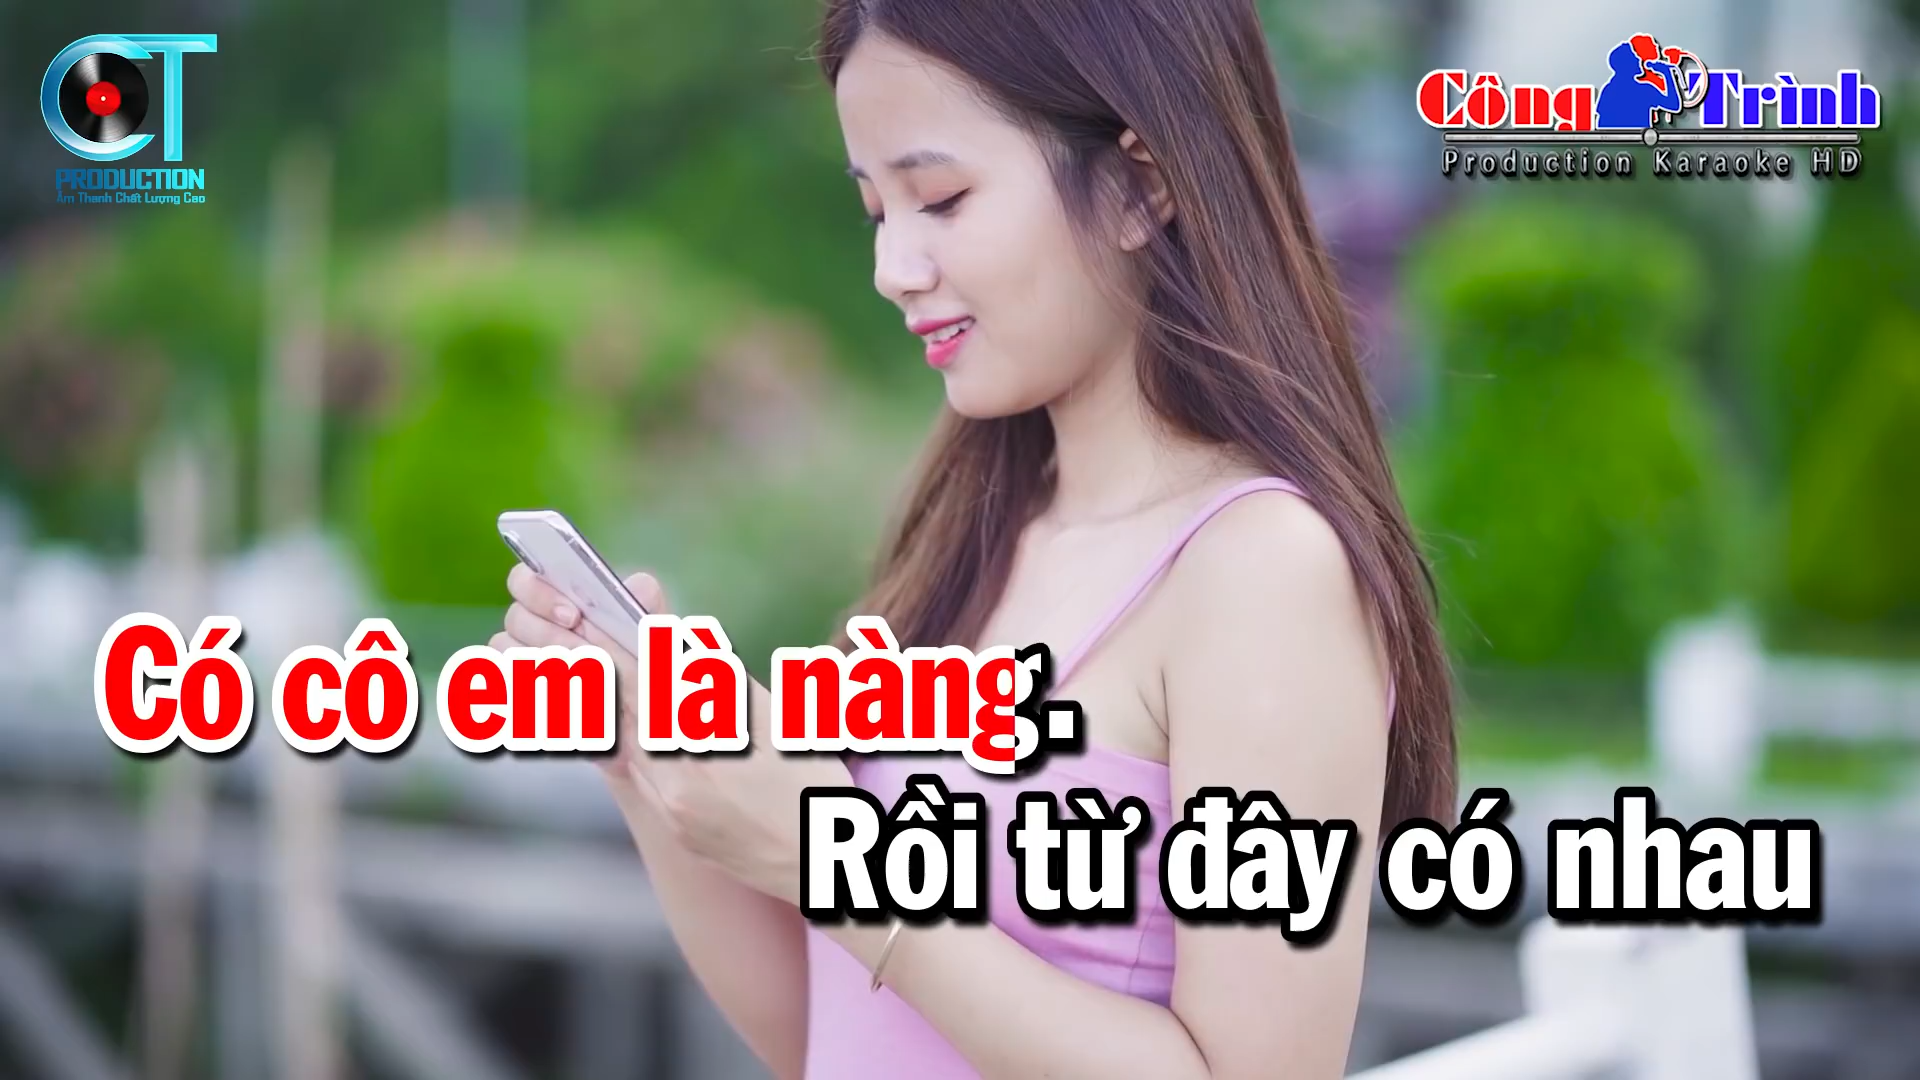 CT
PRODUCTION
Âm Thanh Chất Lượng Cao
Công Trình
Production Karaoke HD
Có cô em là nàng.
Rồi từ đây có nhau